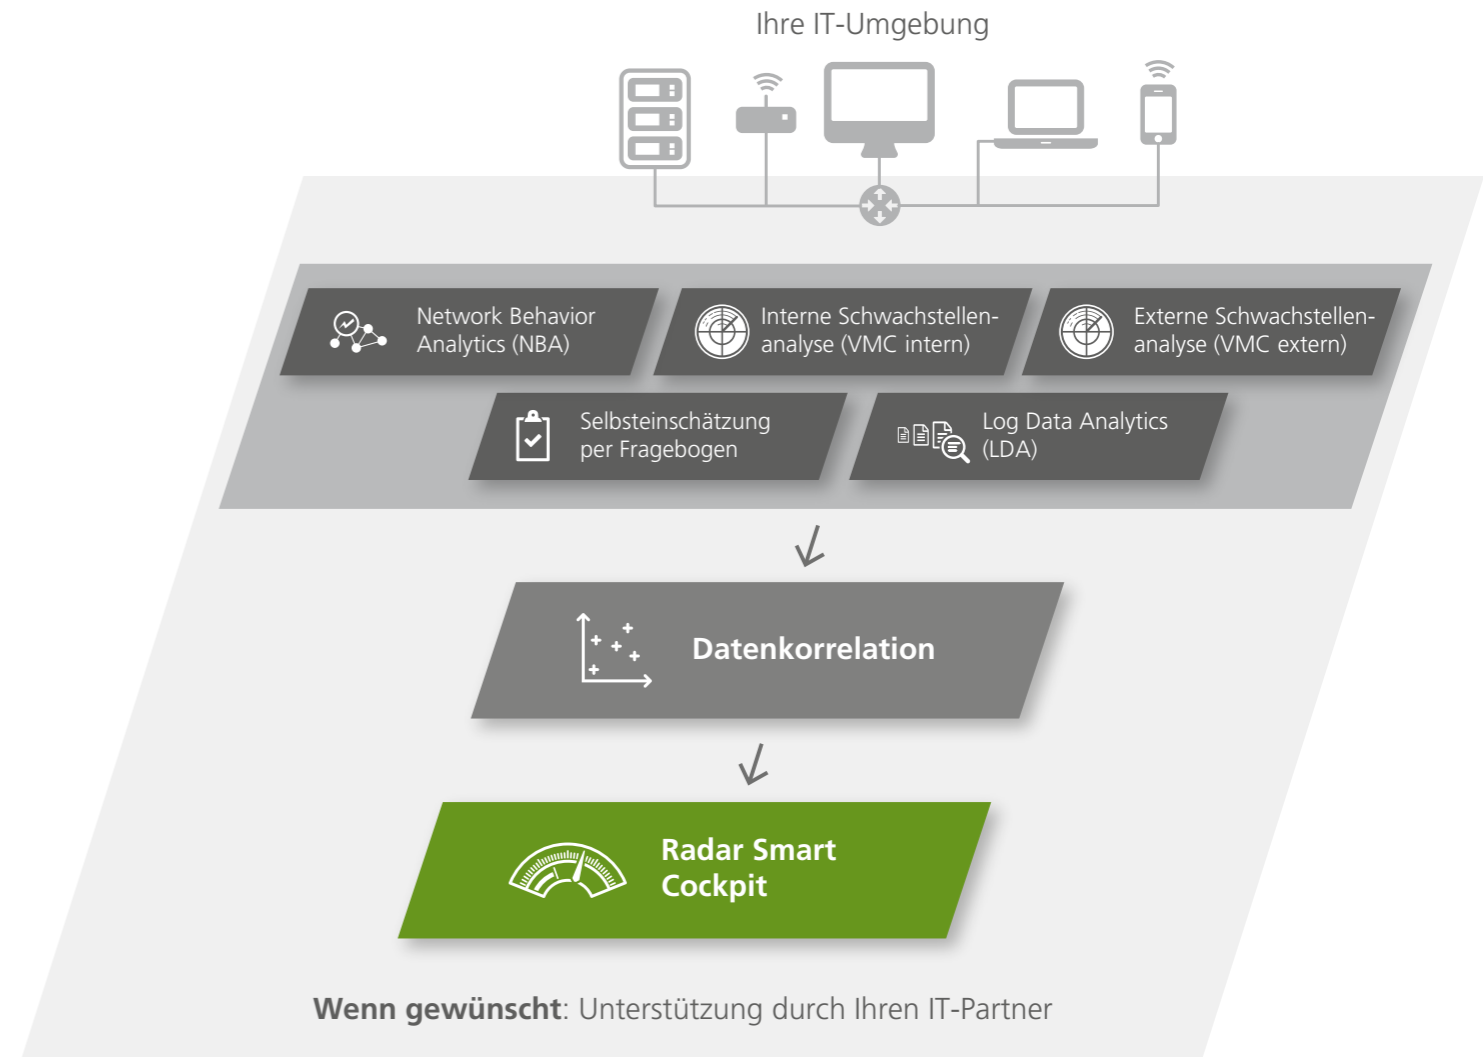 Ihre IT-Umgebung
Network Behavior
Analytics (NBA)
Interne Schwachstellen-
analyse (VMC intern)
Externe Schwachstellen-
analyse (VMC extern)
Selbsteinschätzung
per Fragebogen
Log Data Analytics
(LDA)
Datenkorrelation
Radar Smart
Cockpit
Wenn gewünscht: Unterstützung durch Ihren IT-Partner